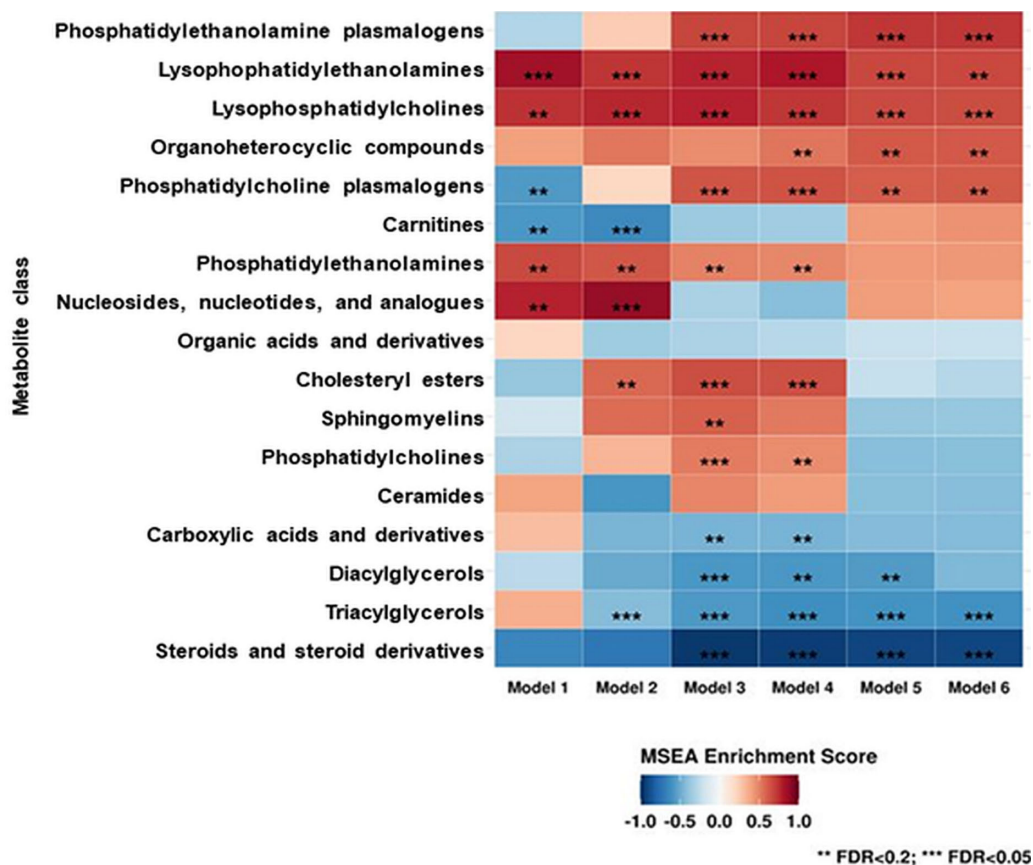 Metabolite class
Phosphatidylethanolamine plasmalogens *** *** *** ***
Lysophophatidylethanolamines *** *** *** *** *** **
Lysophosphatidylcholines ** *** *** *** *** ***
Organoheterocyclic compounds ** ** **
Phosphatidylcholine plasmalogens ** *** *** ** **
Carnitines ** ***
Phosphatidylethanolamines ** ** ** **
Nucleosides, nucleotides, and analogues ** ***
Organic acids and derivatives
Cholesteryl esters ** *** ***
Sphingomyelins **
Phosphatidylcholines *** **
Ceramides
Carboxylic acids and derivatives ** **
Diacylglycerols *** ** **
Triacylglycerols *** *** *** *** ***
Steroids and steroid derivatives *** *** *** ***
Model 1 Model 2 Model 3 Model 4 Model 5 Model 6
MSEA Enrichment Score
-1.0 -0.5 0.0 0.5 1.0
** FDR<0.2; *** FDR<0.05